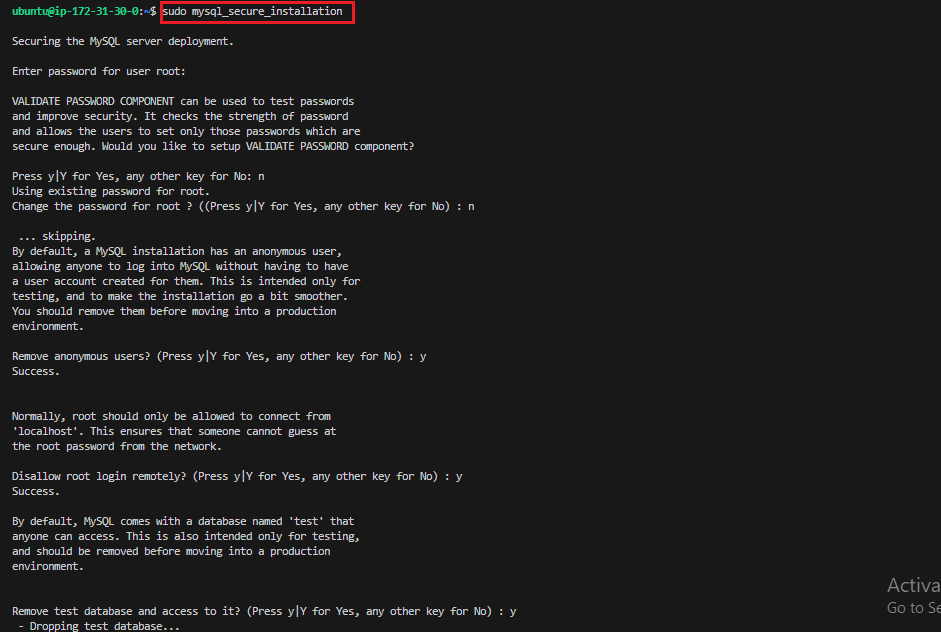 ubuntu@ip-172-31-30-0:~$ sudo mysql_secure_installation
Securing the MySQL server deployment.
Enter password for user root:
VALIDATE PASSWORD COMPONENT can be used to test passwords
and improve security. It checks the strength of password
and allows the users to set only those passwords which are
secure enough. Would you like to setup VALIDATE PASSWORD component?
Press y|Y for Yes, any other key for No: n
Using existing password for root.
Change the password for root ? ((Press y|Y for Yes, any other key for No) : n
... skipping.
By default, a MySQL installation has an anonymous user,
allowing anyone to log into MySQL without having to have
a user account created for them. This is intended only for
testing, and to make the installation go a bit smoother.
You should remove them before moving into a production
environment.
Remove anonymous users? (Press y|Y for Yes, any other key for No) : y
Success.
Normally, root should only be allowed to connect from
'localhost'. This ensures that someone cannot guess at
the root password from the network.
Disallow root login remotely? (Press y|Y for Yes, any other key for No) : y
Success.
By default, MySQL comes with a database named 'test' that
anyone can access. This is also intended only for testing,
and should be removed before moving into a production
environment.
Activa
Go to Se
Remove test database and access to it? (Press y|Y for Yes, any other key for No) : y
- Dropping test database...